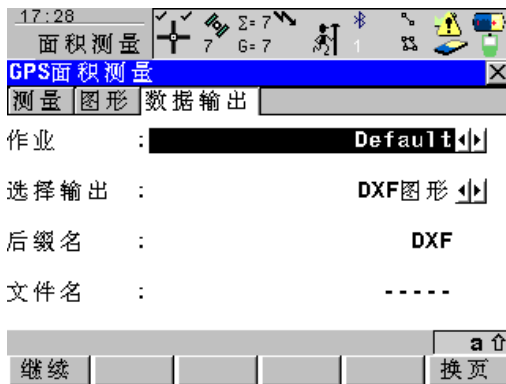 17:28
面积测量
7
Σ= 7
G= 7
1
GPS面积测量
测量 图形 数据输出
作业 : Default
选择输出 : DXF图形
后缀名 : DXF
文件名 : -----
a
继续 换页